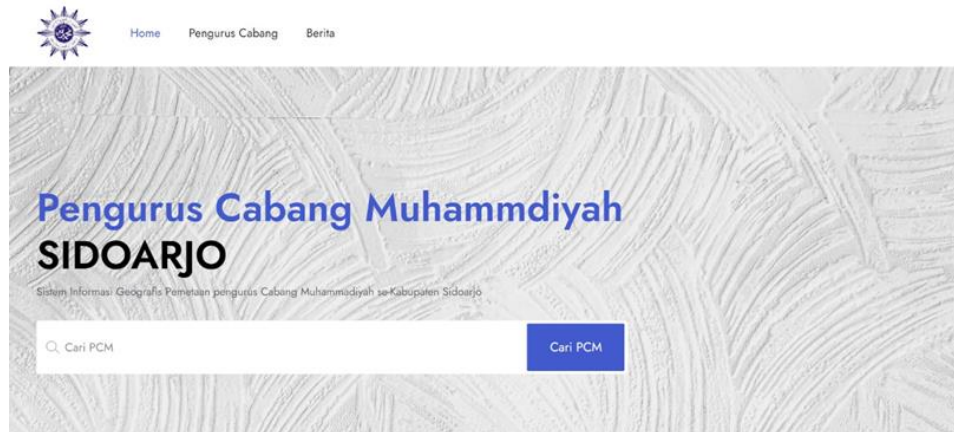 Home Pengurus Cabang Berita
Pengurus Cabang Muhammdiyah
SIDOARJO
Sistem Informasi Geografis Pemetaan pengurus Cabang Muhammadiyah se-Kabupaten Sidoarjo
Cari PCM Cari PCM